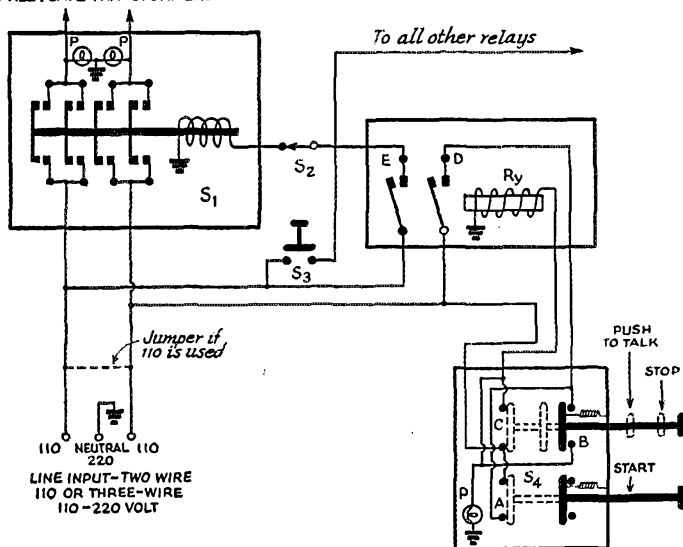 P P
To all other relays
S1
S2
E D
Ry
S3
Jumper if
110 is used
110 NEUTRAL 110
220
LINE INPUT-TWO WIRE
110 OR THREE-WIRE
110-220 VOLT
PUSH
TO TALK
STOP
C
B
S4
START
P
A